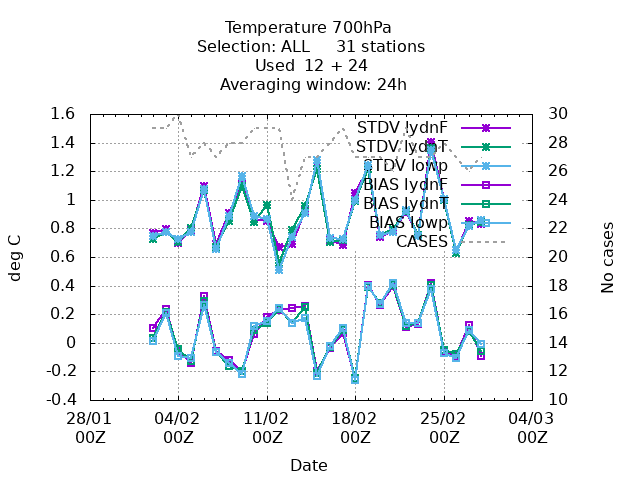 Temperature 700hPa
Selection: ALL 31 stations
Used 12 + 24
Averaging window: 24h
1.6
1.4
1.2
1
0.8
0.6
0.4
0.2
0
-0.2
-0.4
deg C
30
28
26
24
22
20
18
16
14
12
10
No cases
STDV lydnF
STDV lydnT
STDV lowp
BIAS lydnF
BIAS lydnT
BIAS lowp
CASES
28/01 04/02 11/02 18/02 25/02 04/03
00Z 00Z 00Z 00Z 00Z 00Z
Date